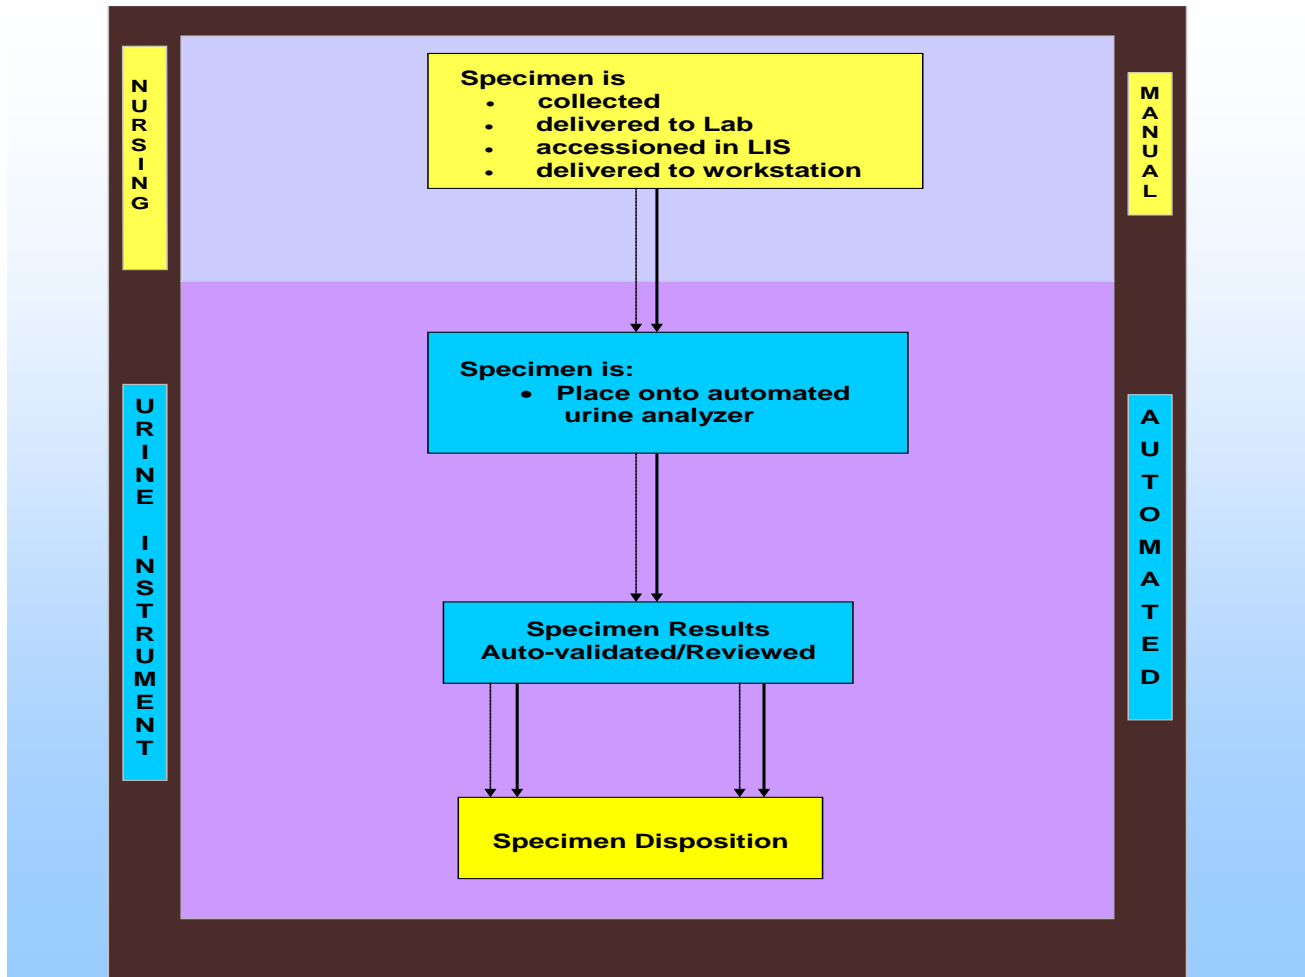 NURSING
Specimen is
• collected
• delivered to Lab
• accessioned in LIS
• delivered to workstation
MANUAL
URINE INSTRUMENT
Specimen is:
• Place onto automated
urine analyzer
AUTOMATED
Specimen Results
Auto-validated/Reviewed
Specimen Disposition